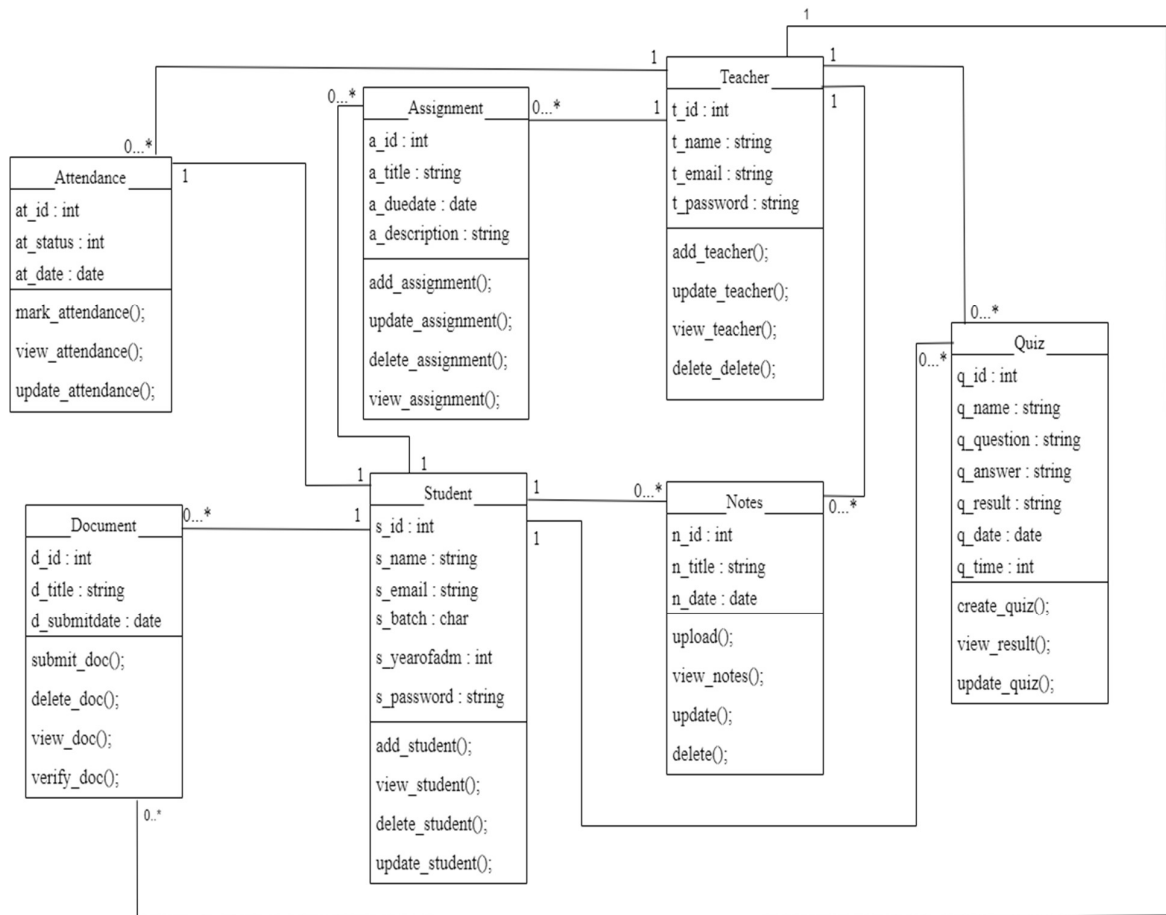 1
1
1
Teacher
t_id : int
t_name : string
t_email : string
t_password : string
add_teacher();
update_teacher();
view_teacher();
delete_delete();
1
1
0...*
0...*
0...*
1
Assignment
a_id : int
a_title : string
a_duedate : date
a_description : string
add_assignment();
update_assignment();
delete_assignment();
view_assignment();
0...*
1
Attendance
at_id : int
at_status : int
at_date : date
mark_attendance();
view_attendance();
update_attendance();
0...*
0...*
Quiz
q_id : int
q_name : string
q_question : string
q_answer : string
q_result : string
q_date : date
q_time : int
create_quiz();
view_result();
update_quiz();
1
1
1
1
1
Student
s_id : int
s_name : string
s_email : string
s_batch : char
s_yearofadm : int
s_password : string
add_student();
view_student();
delete_student();
update_student();
0...*
0...*
Notes
n_id : int
n_title : string
n_date : date
upload();
view_notes();
update();
delete();
0...*
Document
d_id : int
d_title : string
d_submitdate : date
submit_doc();
delete_doc();
view_doc();
verify_doc();
0..*